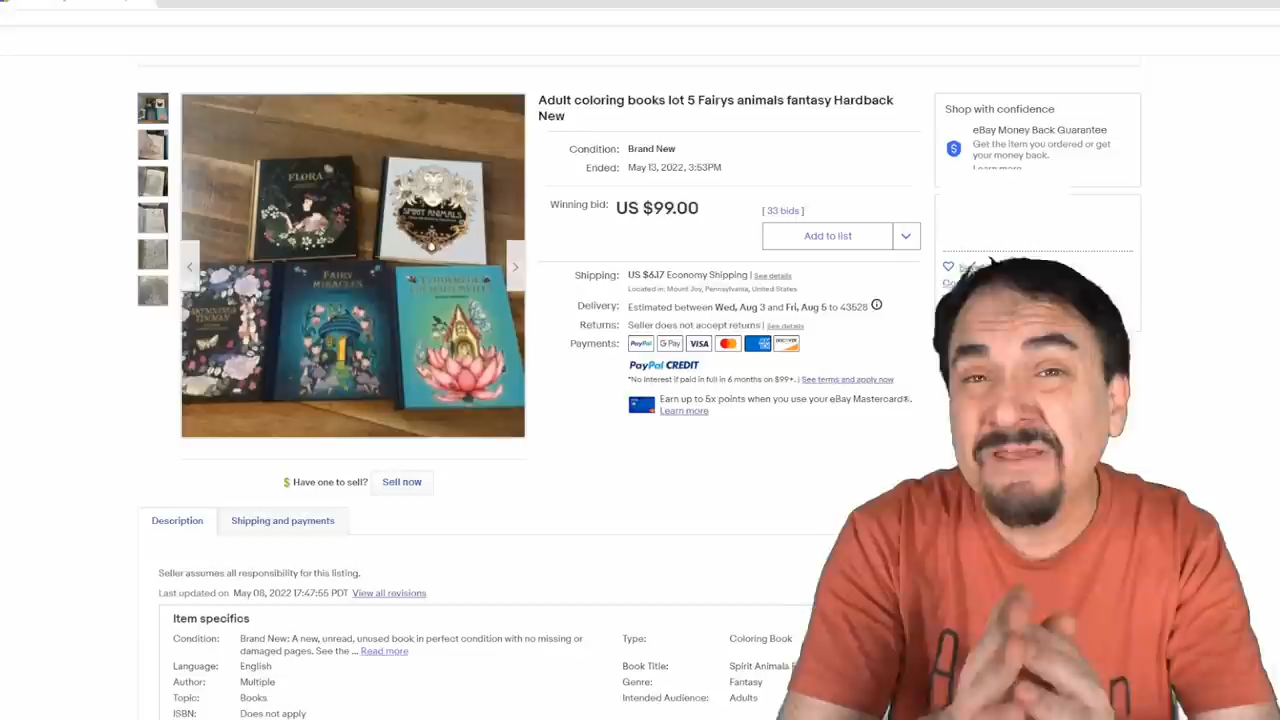 Adult coloring books lot 5 Fairys animals fantasy Hardback
New
Condition: Brand New
Ended: May 13, 2022, 3:53PM
Winning bid: US $99.00 [ 33 bids ]
Add to list
Shipping: US $6.17 Economy Shipping | See details
Located in: Mount Joy, Pennsylvania, United States
Delivery: Estimated between Wed, Aug 3 and Fri, Aug 5 to 43528
Returns: Seller does not accept returns | See details
Payments: PayPal G Pay VISA DISCOVER
PayPal CREDIT
*No Interest if paid in full in 6 months on $99+. | See terms and apply now
Earn up to 5x points when you use your eBay Mastercard®.
Learn more
Shop with confidence
eBay Money Back Guarantee
Get the item you ordered or get
your money back.
Learn more
FLORA
SPIRIT ANIMALS
FAIRY
MIRACLES
$ Have one to sell? Sell now
Description Shipping and payments
Seller assumes all responsibility for this listing.
Last updated on May 08, 2022 17:47:55 PDT View all revisions
Item specifics
Condition: Brand New: A new, unread, unused book in perfect condition with no missing or
damaged pages. See the ... Read more
Language: English
Author: Multiple
Topic: Books
ISBN: Does not apply
Type: Coloring Book
Book Title: Spirit Animals
Genre: Fantasy
Intended Audience: Adults